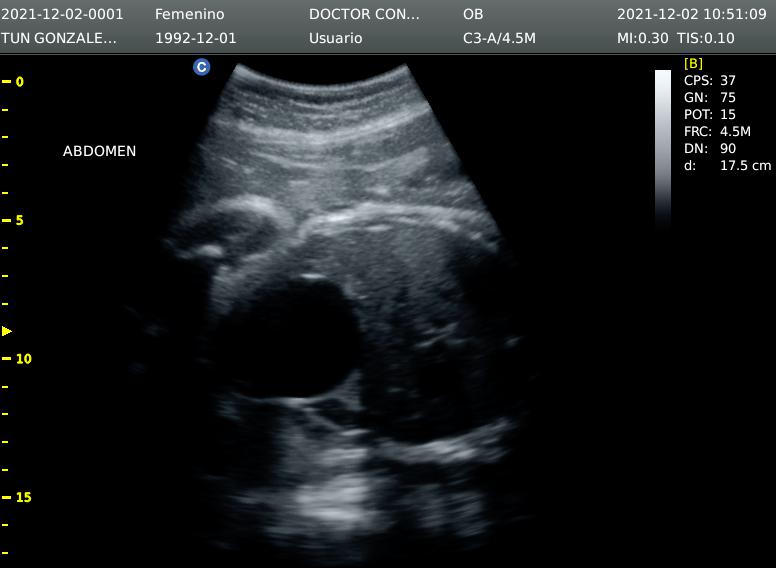 2021-12-02-0001 Femenino DOCTOR CON... OB 2021-12-02 10:51:09
TUN GONZALE... 1992-12-01 Usuario C3-A/4.5M MI:0.30 TIS:0.10
C
[B]
CPS: 37
GN: 75
POT: 15
FRC: 4.5M
DN: 90
d: 17.5 cm
ABDOMEN
0
5
10
15